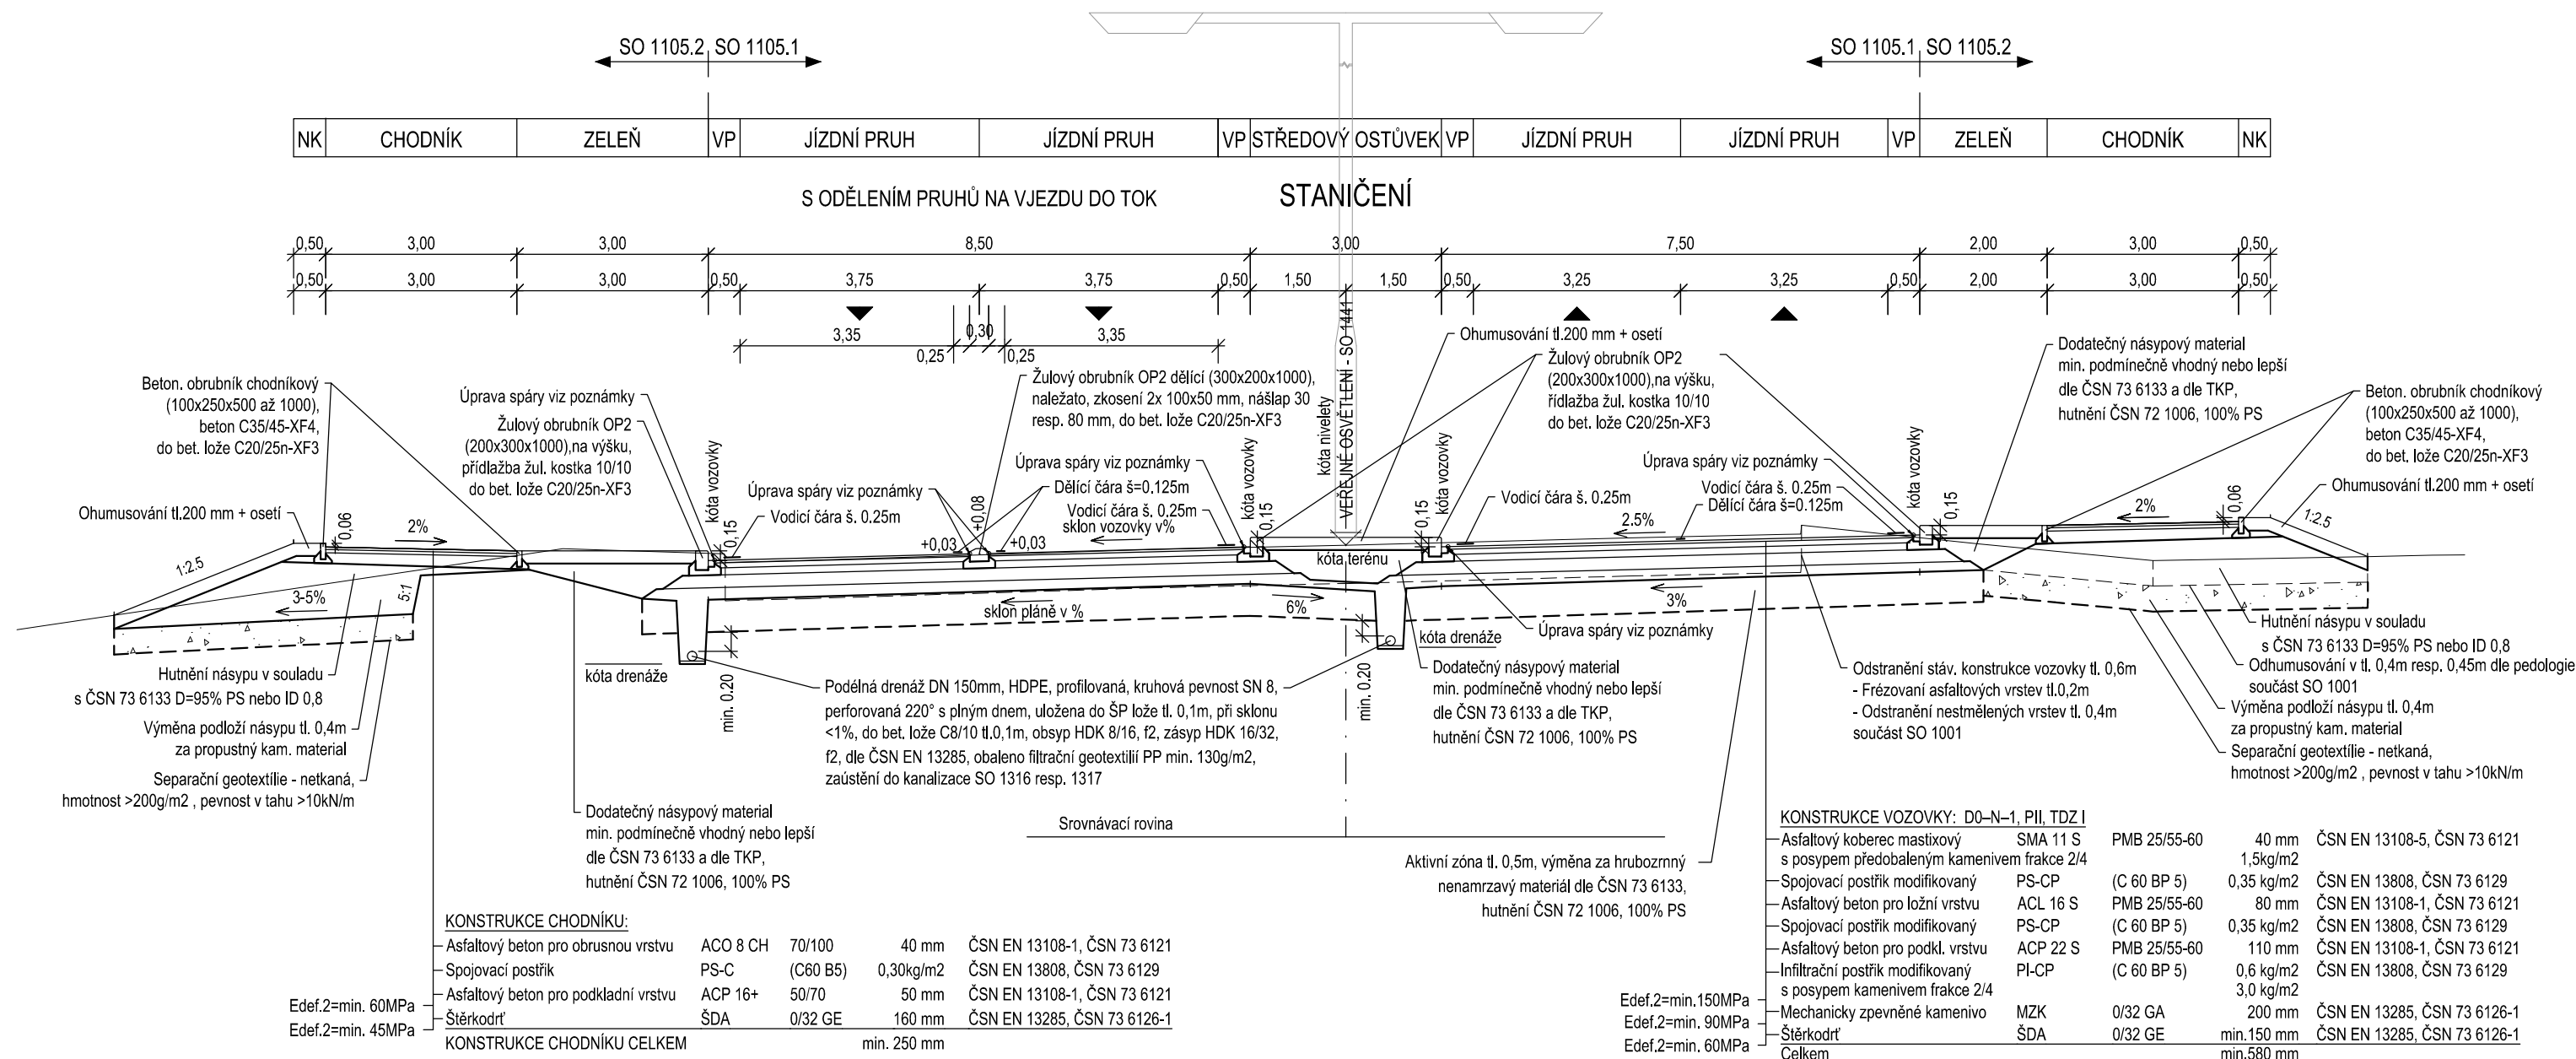 SO 1105.2 SO 1105.1
SO 1105.1 SO 1105.2
NK CHODNÍK ZELEŇ VP JÍZDNÍ PRUH JÍZDNÍ PRUH VP STŘEDOVÝ OSTŮVEK VP JÍZDNÍ PRUH JÍZDNÍ PRUH VP ZELEŇ CHODNÍK NK
S ODĚLENÍM PRUHŮ NA VJEZDU DO TOK
STANIČENÍ
0,50 3,00 3,00 8,50 3,00 7,50 2,00 3,00 0,50
0,50 3,00 3,00 0,50 3,75 3,75 0,50 1,50 1,50 0,50 3,25 3,25 0,50 2,00 3,00 0,50
3,35 0,30 3,35
0,25 0,25
Beton. obrubník chodníkový
(100x250x500 až 1000),
beton C35/45-XF4,
do bet. lože C20/25n-XF3
Úprava spáry viz poznámky
Žulový obrubník OP2
(200x300x1000),na výšku,
přídlažba žul. kostka 10/10
do bet. lože C20/25n-XF3
kóta vozovky
0,15
Úprava spáry viz poznámky
Vodicí čára š. 0.25m
Žulový obrubník OP2 dělící (300x200x1000),
naležato, zkosení 2x 100x50 mm, nášlap 30
resp. 80 mm, do bet. lože C20/25n-XF3
Úprava spáry viz poznámky
Dělící čára š=0,125m
Vodicí čára š. 0,25m
sklon vozovky v%
+0,03
+0,08
+0,03
kóta vozovky
0,15
kóta nivelety
VEŘEJNÉ OSVĚTLENÍ - SO 1441
Ohumusování tl.200 mm + osetí
Žulový obrubník OP2
(200x300x1000),na výšku,
řídlažba žul. kostka 10/10
do bet. lože C20/25n-XF3
0,15
kóta vozovky
Vodicí čára š. 0.25m
Úprava spáry viz poznámky
Vodicí čára š. 0.25m
Dělící čára š=0.125m
2.5%
kóta vozovky
0,15
Dodatečný násypový material
min. podmínečně vhodný nebo lepší
dle ČSN 73 6133 a dle TKP,
hutnění ČSN 72 1006, 100% PS
Beton. obrubník chodníkový
(100x250x500 až 1000),
beton C35/45-XF4,
do bet. lože C20/25n-XF3
Ohumusování tl.200 mm + osetí
2%
0,06
1:2.5
Ohumusování tl.200 mm + osetí
0,06
2%
1:2.5
3-5%
5:1
kóta terénu
sklon pláně v %
6%
3%
kóta drenáže
min. 0.20
kóta drenáže
min. 0.20
Úprava spáry viz poznámky
Hutnění násypu v souladu
s ČSN 73 6133 D=95% PS nebo ID 0,8
Výměna podloží násypu tl. 0,4m
za propustný kam. material
Separační geotextílie - netkaná,
hmotnost >200g/m2 , pevnost v tahu >10kN/m
Podélná drenáž DN 150mm, HDPE, profilovaná, kruhová pevnost SN 8,
perforovaná 220° s plným dnem, uložena do ŠP lože tl. 0,1m, při sklonu
<1%, do bet. lože C8/10 tl.0,1m, obsyp HDK 8/16, f2, zásyp HDK 16/32,
f2, dle ČSN EN 13285, obaleno filtrační geotextilií PP min. 130g/m2,
zaústění do kanalizace SO 1316 resp. 1317
Dodatečný násypový material
min. podmínečně vhodný nebo lepší
dle ČSN 73 6133 a dle TKP,
hutnění ČSN 72 1006, 100% PS
Odstranění stáv. konstrukce vozovky tl. 0,6m
- Frézovaní asfaltových vrstev tl.0,2m
- Odstranění nestmělených vrstev tl. 0,4m
součást SO 1001
Hutnění násypu v souladu
s ČSN 73 6133 D=95% PS nebo ID 0,8
Odhumusování v tl. 0,4m resp. 0,45m dle pedologie
součást SO 1001
Výměna podloží násypu tl. 0,4m
za propustný kam. material
Separační geotextílie - netkaná,
hmotnost >200g/m2 , pevnost v tahu >10kN/m
Dodatečný násypový material
min. podmínečně vhodný nebo lepší
dle ČSN 73 6133 a dle TKP,
hutnění ČSN 72 1006, 100% PS
Srovnávací rovina
Aktivní zóna tl. 0,5m, výměna za hrubozrnný
nenamrzavý materiál dle ČSN 73 6133,
hutnění ČSN 72 1006, 100% PS
KONSTRUKCE CHODNÍKU:
Asfaltový beton pro obrusnou vrstvu ACO 8 CH 70/100 40 mm ČSN EN 13108-1, ČSN 73 6121
Spojovací postřik PS-C (C60 B5) 0,30kg/m2 ČSN EN 13808, ČSN 73 6129
Asfaltový beton pro podkladní vrstvu ACP 16+ 50/70 50 mm ČSN EN 13108-1, ČSN 73 6121
Edef.2=min. 60MPa
Štěrkodrť ŠDA 0/32 GE 160 mm ČSN EN 13285, ČSN 73 6126-1
Edef.2=min. 45MPa
KONSTRUKCE CHODNÍKU CELKEM min. 250 mm
KONSTRUKCE VOZOVKY: D0–N–1, PII, TDZ I
Asfaltový koberec mastixový SMA 11 S PMB 25/55-60 40 mm ČSN EN 13108-5, ČSN 73 6121
s posypem předobaleným kamenivem frakce 2/4 1,5kg/m2
Spojovací postřik modifikovaný PS-CP (C 60 BP 5) 0,35 kg/m2 ČSN EN 13808, ČSN 73 6129
Asfaltový beton pro ložní vrstvu ACL 16 S PMB 25/55-60 80 mm ČSN EN 13108-1, ČSN 73 6121
Spojovací postřik modifikovaný PS-CP (C 60 BP 5) 0,35 kg/m2 ČSN EN 13808, ČSN 73 6129
Asfaltový beton pro podkl. vrstvu ACP 22 S PMB 25/55-60 110 mm ČSN EN 13108-1, ČSN 73 6121
Infiltrační postřik modifikovaný PI-CP (C 60 BP 5) 0,6 kg/m2 ČSN EN 13808, ČSN 73 6129
s posypem kamenivem frakce 2/4 3,0 kg/m2
Edef.2=min.150MPa
Mechanicky zpevněné kamenivo MZK 0/32 GA 200 mm ČSN EN 13285, ČSN 73 6126-1
Edef.2=min. 90MPa
Štěrkodrť ŠDA 0/32 GE min.150 mm ČSN EN 13285, ČSN 73 6126-1
Edef.2=min. 60MPa
Celkem min.580 mm